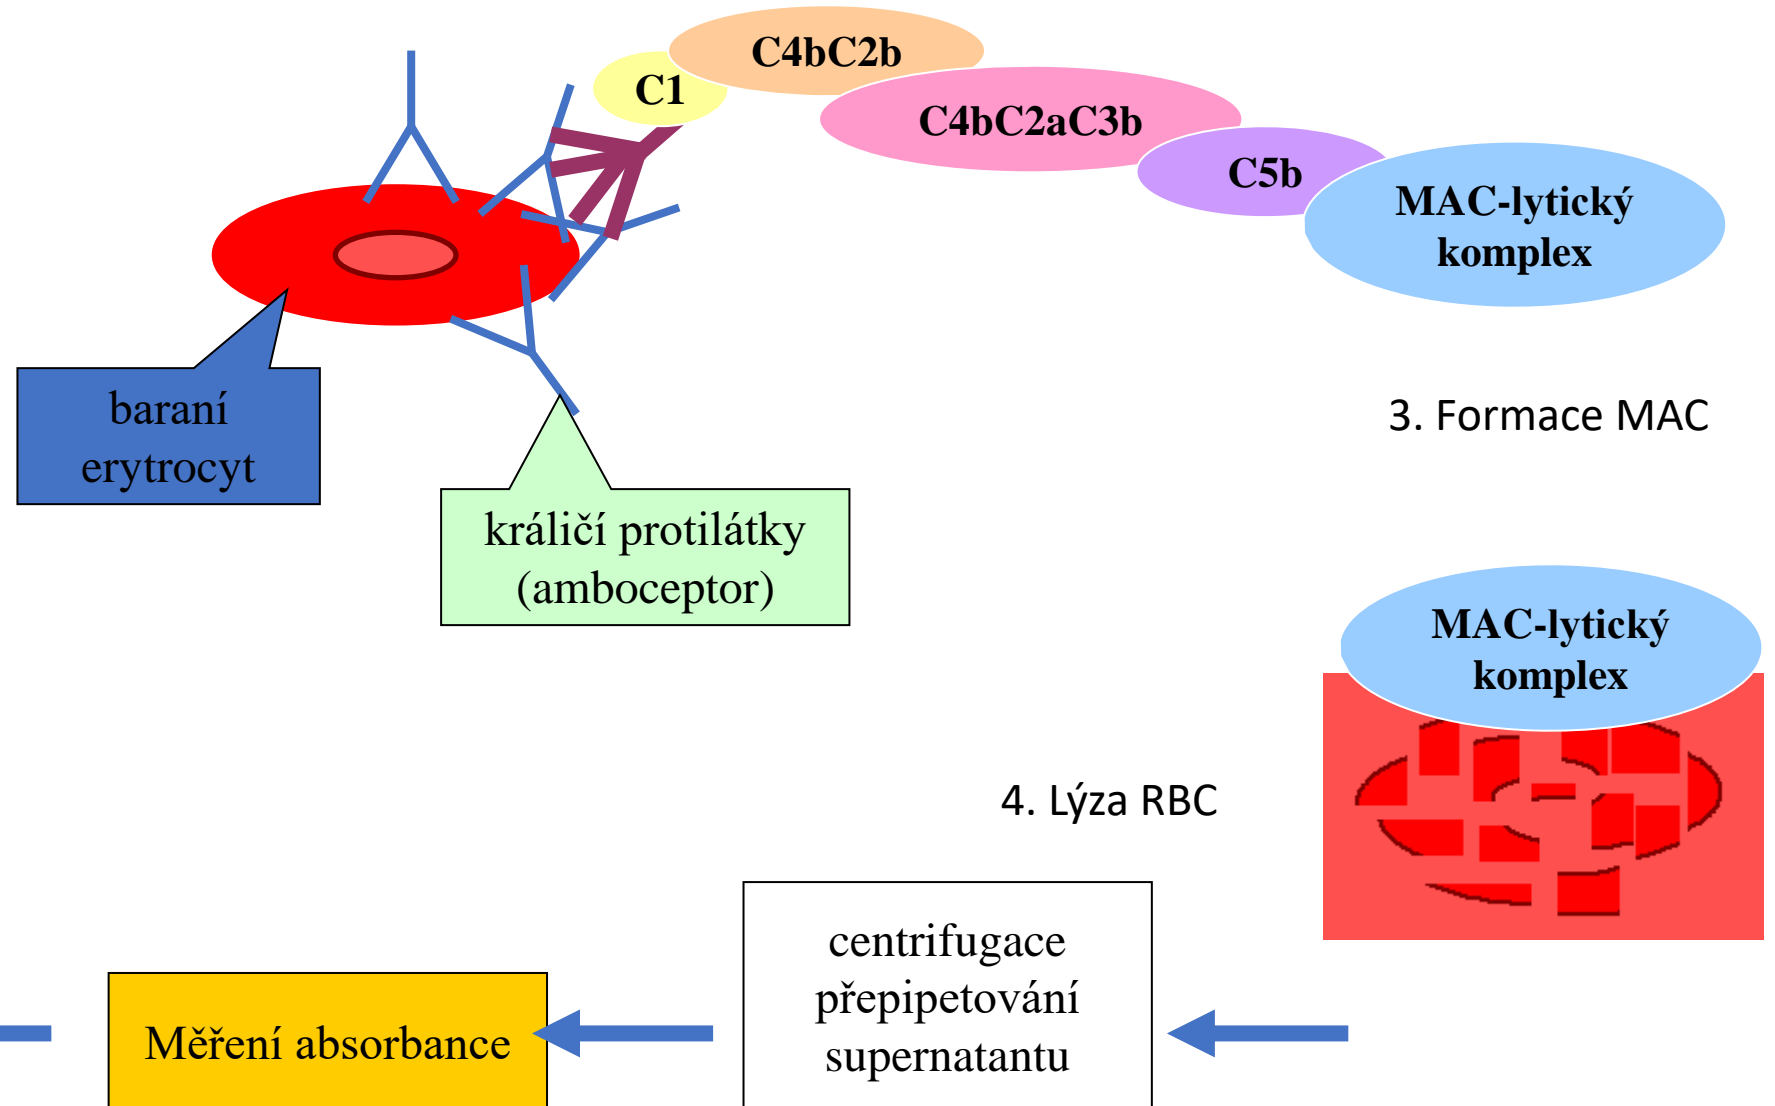 C4bC2b
C1
C4bC2aC3b
C5b
MAC-lytický
komplex
baraní
erytrocyt
3. Formace MAC
králičí protilátky
(amboceptor)
MAC-lytický
komplex
4. Lýza RBC
centrifugace
přepipetování
supernatantu
Měření absorbance